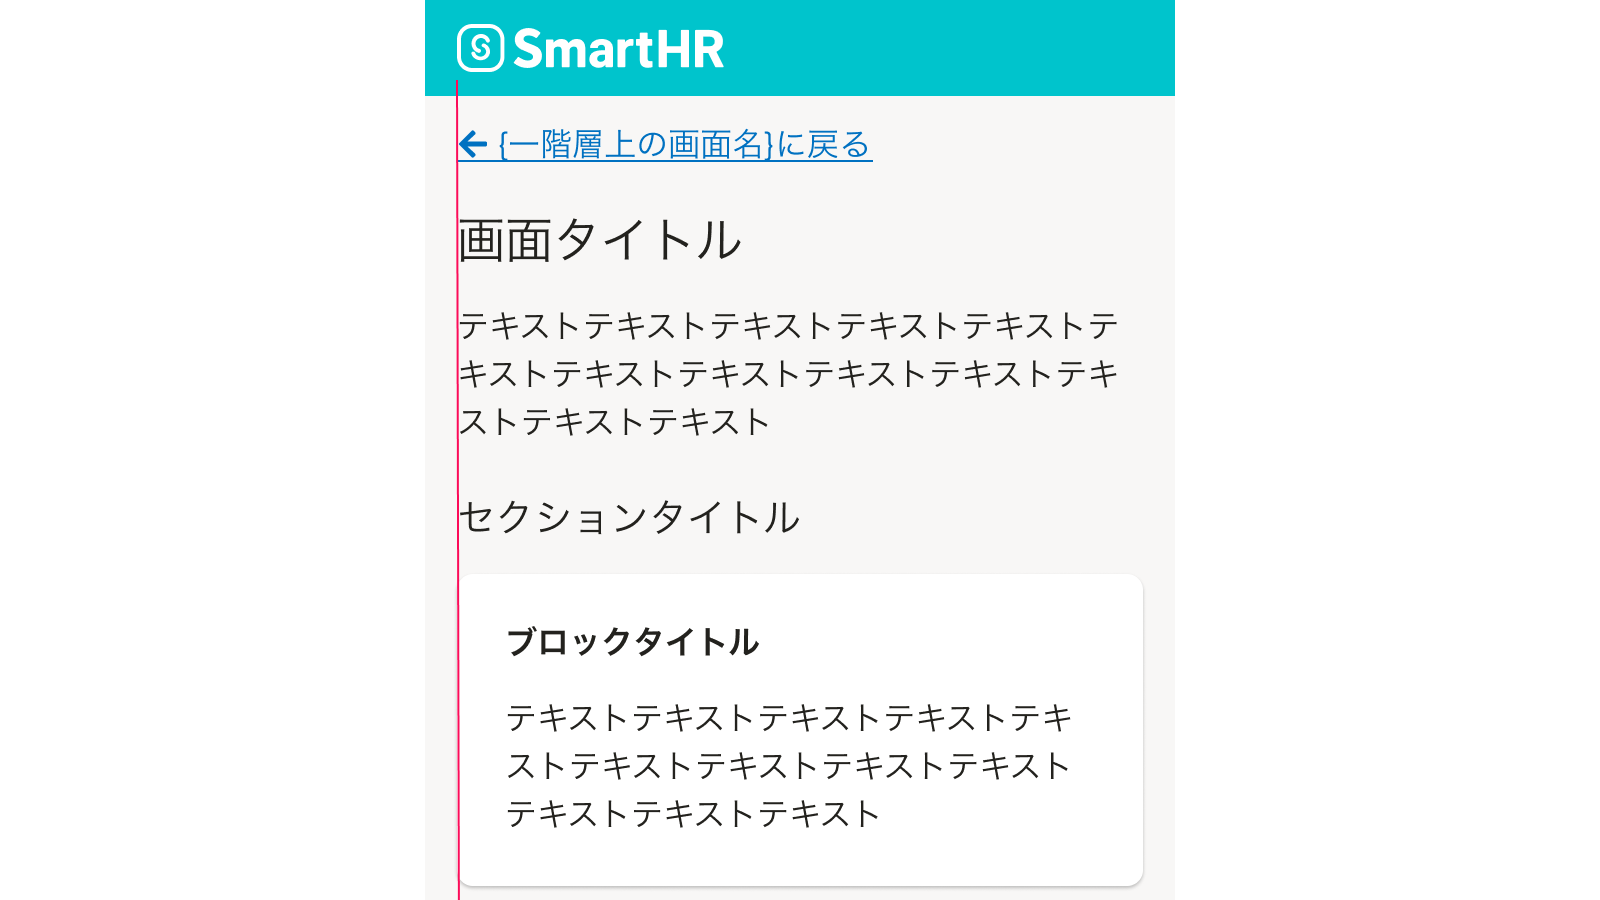 SmartHR
← {一階層上の画面名}に戻る
画面タイトル
テキストテキストテキストテキストテキストテ
キストテキストテキストテキストテキストテキ
ストテキストテキスト
セクションタイトル
ブロックタイトル
テキストテキストテキストテキストテキ
ストテキストテキストテキストテキスト
テキストテキストテキスト